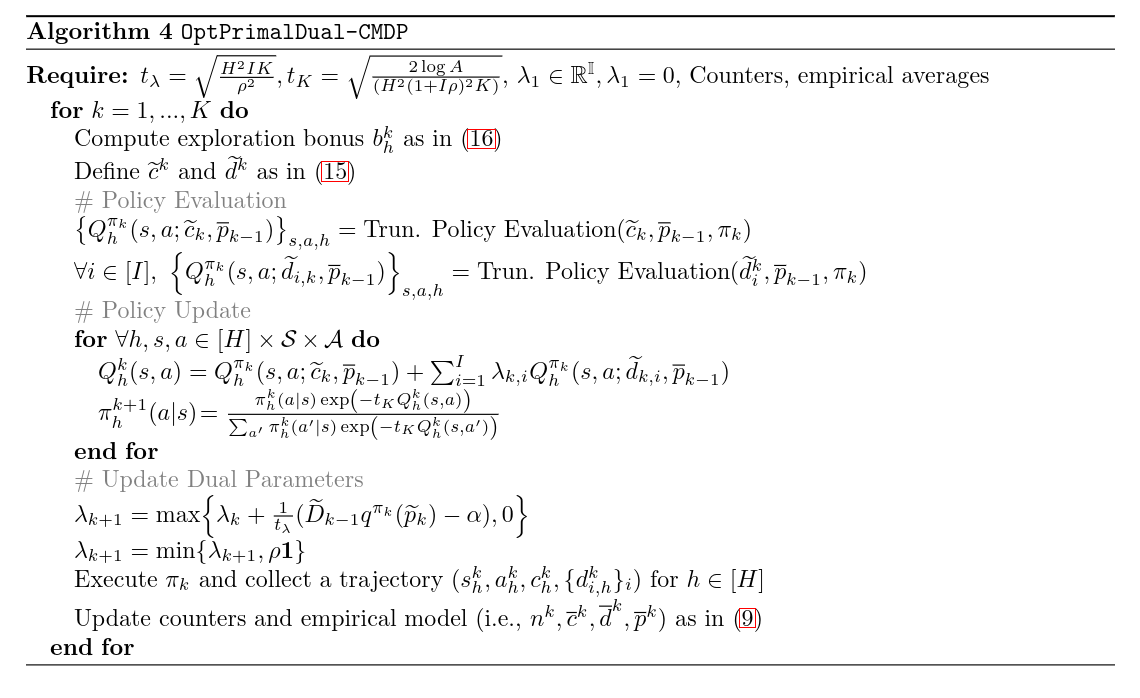 Algorithm 4 OptPrimalDual-CMDP
Require: $t_\lambda = \sqrt{\frac{H^2IK}{\rho^2}}, t_K = \sqrt{\frac{2\log A}{(H^2(1+I\rho)^2K)}}$, $\lambda_1 \in \mathbb{R}^{\mathbb{I}}, \lambda_1 = 0$, Counters, empirical averages
for $k = 1, ..., K$ do
Compute exploration bonus $b_h^k$ as in (16)
Define $\widetilde{c}^k$ and $\widetilde{d}^k$ as in (15)
# Policy Evaluation
$\{Q_h^{\pi_k}(s, a; \widetilde{c}_k, \overline{p}_{k-1})\}_{s,a,h}$ = Trun. Policy Evaluation$(\widetilde{c}_k, \overline{p}_{k-1}, \pi_k)$
$\forall i \in [I], \left\{Q_h^{\pi_k}(s, a; \widetilde{d}_{i,k}, \overline{p}_{k-1})\right\}_{s,a,h}$ = Trun. Policy Evaluation$(\widetilde{d}_i^k, \overline{p}_{k-1}, \pi_k)$
# Policy Update
for $\forall h, s, a \in [H] \times \mathcal{S} \times \mathcal{A}$ do
$Q_h^k(s, a) = Q_h^{\pi_k}(s, a; \widetilde{c}_k, \overline{p}_{k-1}) + \sum_{i=1}^I \lambda_{k,i} Q_h^{\pi_k}(s, a; \widetilde{d}_{k,i}, \overline{p}_{k-1})$
$\pi_h^{k+1}(a|s) = \frac{\pi_h^k(a|s) \exp(-t_K Q_h^k(s,a))}{\sum_{a'} \pi_h^k(a'|s) \exp(-t_K Q_h^k(s,a'))}$
end for
# Update Dual Parameters
$\lambda_{k+1} = \max\left\{\lambda_k + \frac{1}{t_\lambda}(\widetilde{D}_{k-1} q^{\pi_k}(\widetilde{p}_k) - \alpha), 0\right\}$
$\lambda_{k+1} = \min\{\lambda_{k+1}, \rho\mathbf{1}\}$
Execute $\pi_k$ and collect a trajectory $(s_h^k, a_h^k, c_h^k, \{d_{i,h}^k\}_i)$ for $h \in [H]$
Update counters and empirical model (i.e., $n^k, \overline{c}^k, \overline{d}^k, \overline{p}^k$) as in (9)
end for